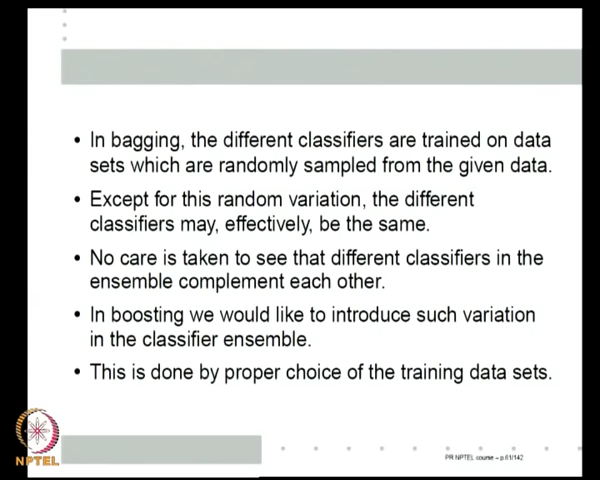 • In bagging, the different classifiers are trained on data
sets which are randomly sampled from the given data.
• Except for this random variation, the different
classifiers may, effectively, be the same.
• No care is taken to see that different classifiers in the
ensemble complement each other.
• In boosting we would like to introduce such variation
in the classifier ensemble.
• This is done by proper choice of the training data sets.
NPTEL
PR NPTEL course – p.61/142